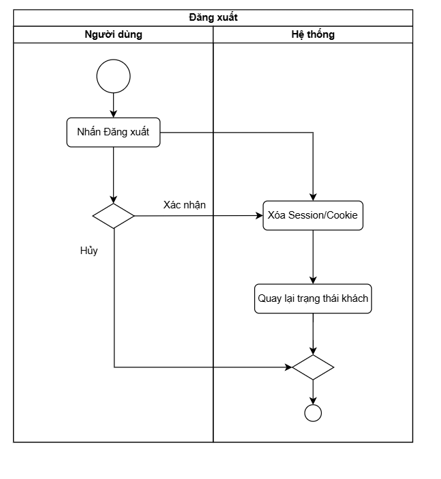 Đăng xuất
Người dùng
Hệ thống
Nhấn Đăng xuất
Xác nhận
Xóa Session/Cookie
Hủy
Quay lại trạng thái khách